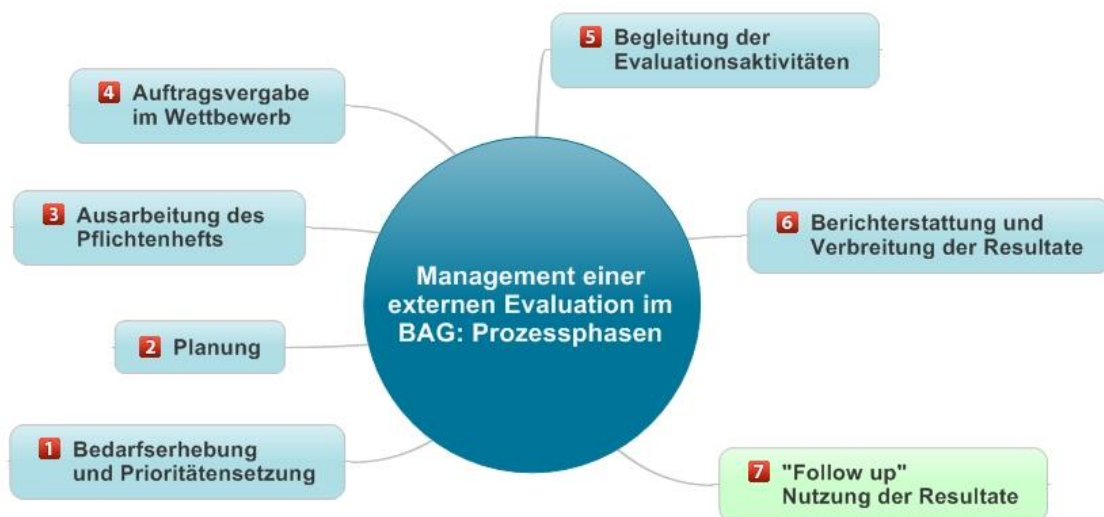 5 Begleitung der
Evaluationsaktivitäten
4 Auftragsvergabe
im Wettbewerb
3 Ausarbeitung des
Pflichtenhefts
6 Berichterstattung und
Verbreitung der Resultate
Management einer
externen Evaluation im
BAG: Prozessphasen
2 Planung
1 Bedarfserhebung
und Prioritätensetzung
7 "Follow up"
Nutzung der Resultate